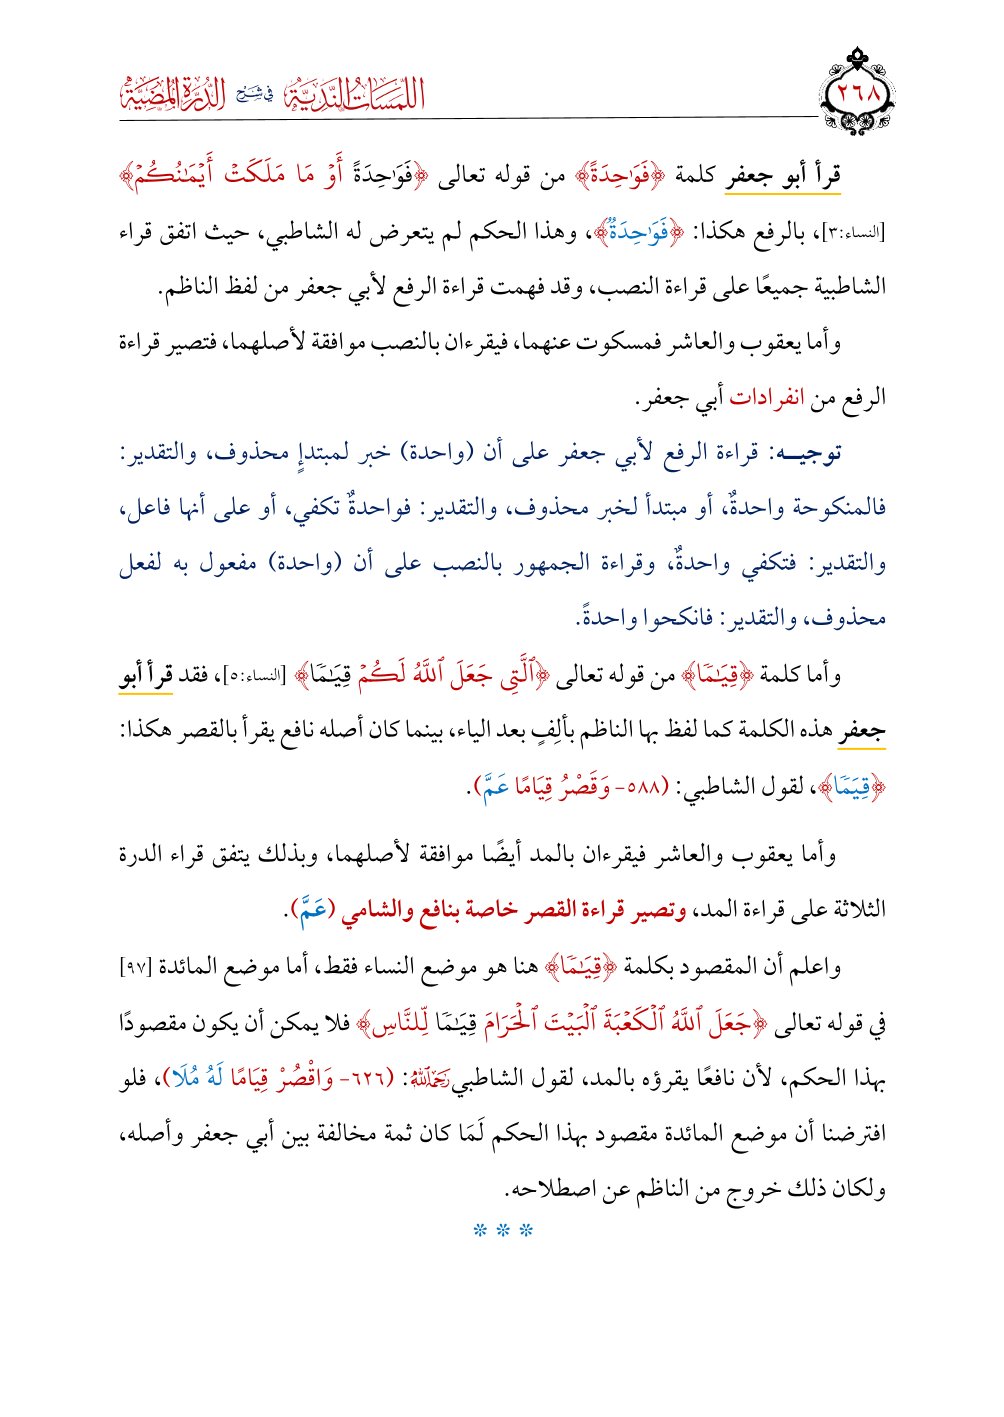 ٢٦٨
اللمسات الندية في شرح الدرة المضية
قرأ أبو جعفر كلمة ﴿فَوَٰحِدَةً﴾ من قوله تعالى ﴿فَوَٰحِدَةً أَوۡ مَا مَلَكَتۡ أَيۡمَٰنُكُمۡ﴾
[النساء:٣]، بالرفع هكذا: ﴿فَوَٰحِدَةٞ﴾، وهذا الحكم لم يتعرض له الشاطبي، حيث اتفق قراء
الشاطبية جميعًا على قراءة النصب، وقد فهمت قراءة الرفع لأبي جعفر من لفظ الناظم.
وأما يعقوب والعاشر فمسكوت عنهما، فيقرءان بالنصب موافقة لأصلهما، فتصير قراءة
الرفع من انفرادات أبي جعفر.
توجيــه: قراءة الرفع لأبي جعفر على أن (واحدة) خبر لمبتدإٍ محذوف، والتقدير:
فالمنكوحة واحدةٌ، أو مبتدأ لخبر محذوف، والتقدير: فواحدةٌ تكفي، أو على أنها فاعل،
والتقدير: فتكفي واحدةٌ، وقراءة الجمهور بالنصب على أن (واحدة) مفعول به لفعل
محذوف، والتقدير: فانكحوا واحدةً.
وأما كلمة ﴿قِيَٰمٗا﴾ من قوله تعالى ﴿ٱلَّتِي جَعَلَ ٱللَّهُ لَكُمۡ قِيَٰمٗا﴾ [النساء:٥]، فقد قرأ أبو
جعفر هذه الكلمة كما لفظ بها الناظم بألِفٍ بعد الياء، بينما كان أصله نافع يقرأ بالقصر هكذا:
﴿قِيَمٗا﴾، لقول الشاطبي: (٥٨٨- وَقَصْرُ قِيَامًا عَمَّ).
وأما يعقوب والعاشر فيقرءان بالمد أيضًا موافقة لأصلهما، وبذلك يتفق قراء الدرة
الثلاثة على قراءة المد، وتصير قراءة القصر خاصة بنافع والشامي (عَمَّ).
واعلم أن المقصود بكلمة ﴿قِيَٰمٗا﴾ هنا هو موضع النساء فقط، أما موضع المائدة [٩٧]
في قوله تعالى ﴿جَعَلَ ٱللَّهُ ٱلۡكَعۡبَةَ ٱلۡبَيۡتَ ٱلۡحَرَامَ قِيَٰمٗا لِّلنَّاسِ﴾ فلا يمكن أن يكون مقصودًا
بهذا الحكم، لأن نافعًا يقرؤه بالمد، لقول الشاطبي رَحِمَهُ ٱللَّهُ: (٦٢٦- وَاقْصُرْ قِيَامًا لَهُ مُلَا)، فلو
افترضنا أن موضع المائدة مقصود بهذا الحكم لَمَا كان ثمة مخالفة بين أبي جعفر وأصله،
ولكان ذلك خروج من الناظم عن اصطلاحه.
* * *